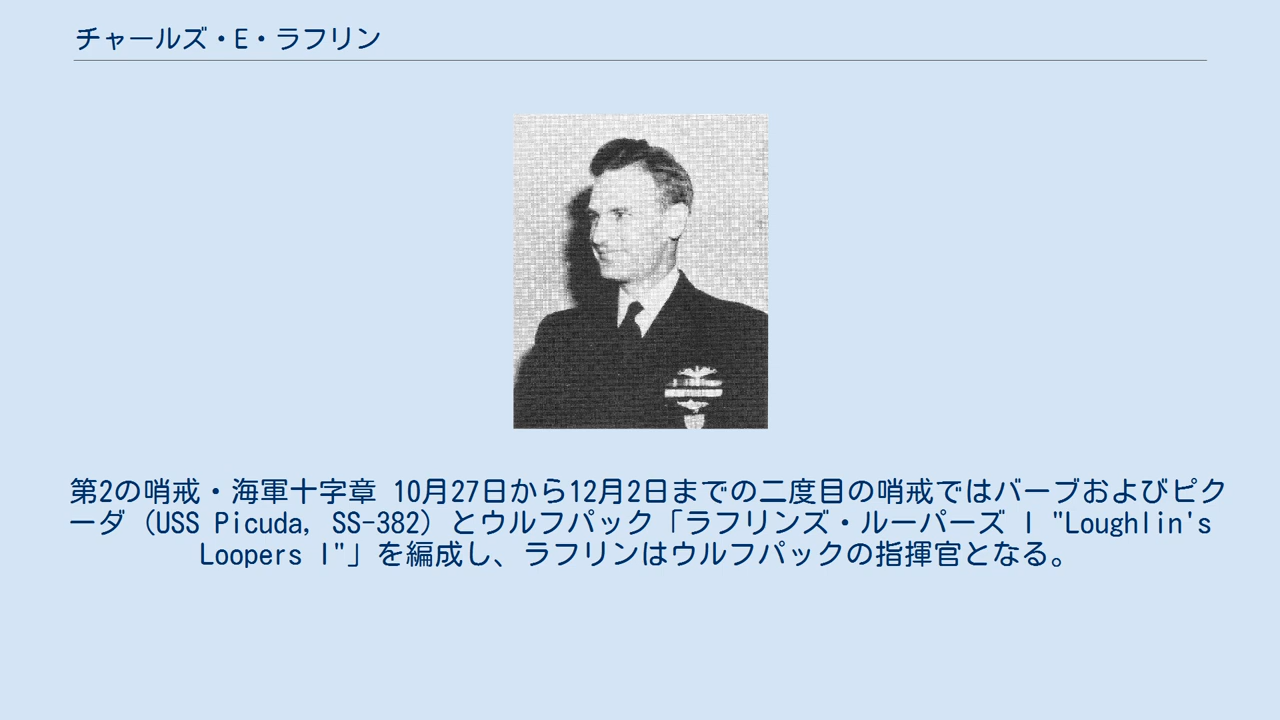 チャールズ・E・ラフリン
第2の哨戒・海軍十字章 10月27日から12月2日までの二度目の哨戒ではバーブおよびピク
ーダ（USS Picuda, SS-382）とウルフパック「ラフリンズ・ルーパーズ I "Loughlin's
Loopers I"」を編成し、ラフリンはウルフパックの指揮官となる。